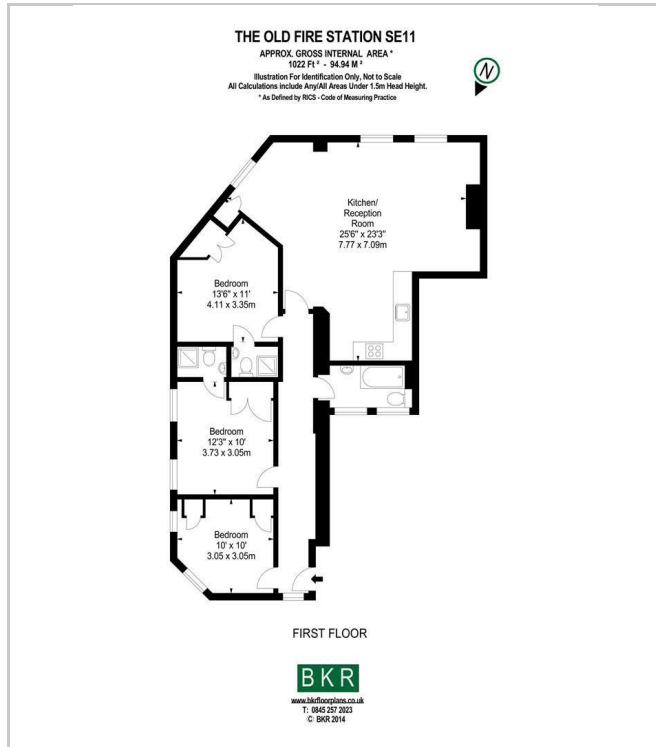 THE OLD FIRE STATION SE11
APPROX. GROSS INTERNAL AREA *
1022 Ft ² - 94.94 M ²
Illustration For Identification Only, Not to Scale
All Calculations include Any/All Areas Under 1.5m Head Height.
* As Defined by RICS - Code of Measuring Practice
N
Kitchen/
Reception
Room
25'6" x 23'3"
7.77 x 7.09m
Bedroom
13'6" x 11'
4.11 x 3.35m
Bedroom
12'3" x 10'
3.73 x 3.05m
Bedroom
10' x 10'
3.05 x 3.05m
FIRST FLOOR
BKR
www.bkrfloorplans.co.uk
T: 0845 257 2023
© BKR 2014